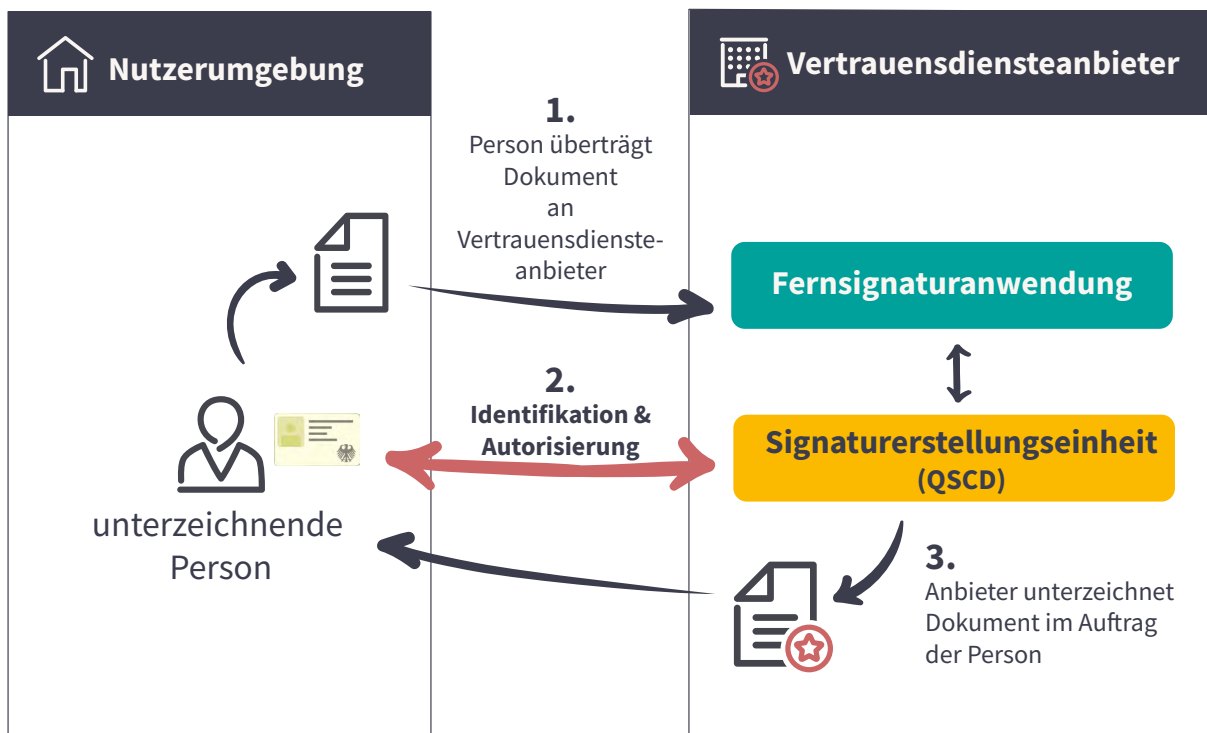 Nutzerumgebung
Vertrauensdiensteanbieter
1.
Person überträgt
Dokument
an
Vertrauensdienste-
anbieter
Fernsignaturanwendung
2.
Identifikation &
Autorisierung
Signaturerstellungseinheit
(QSCD)
unterzeichnende
Person
3.
Anbieter unterzeichnet
Dokument im Auftrag
der Person